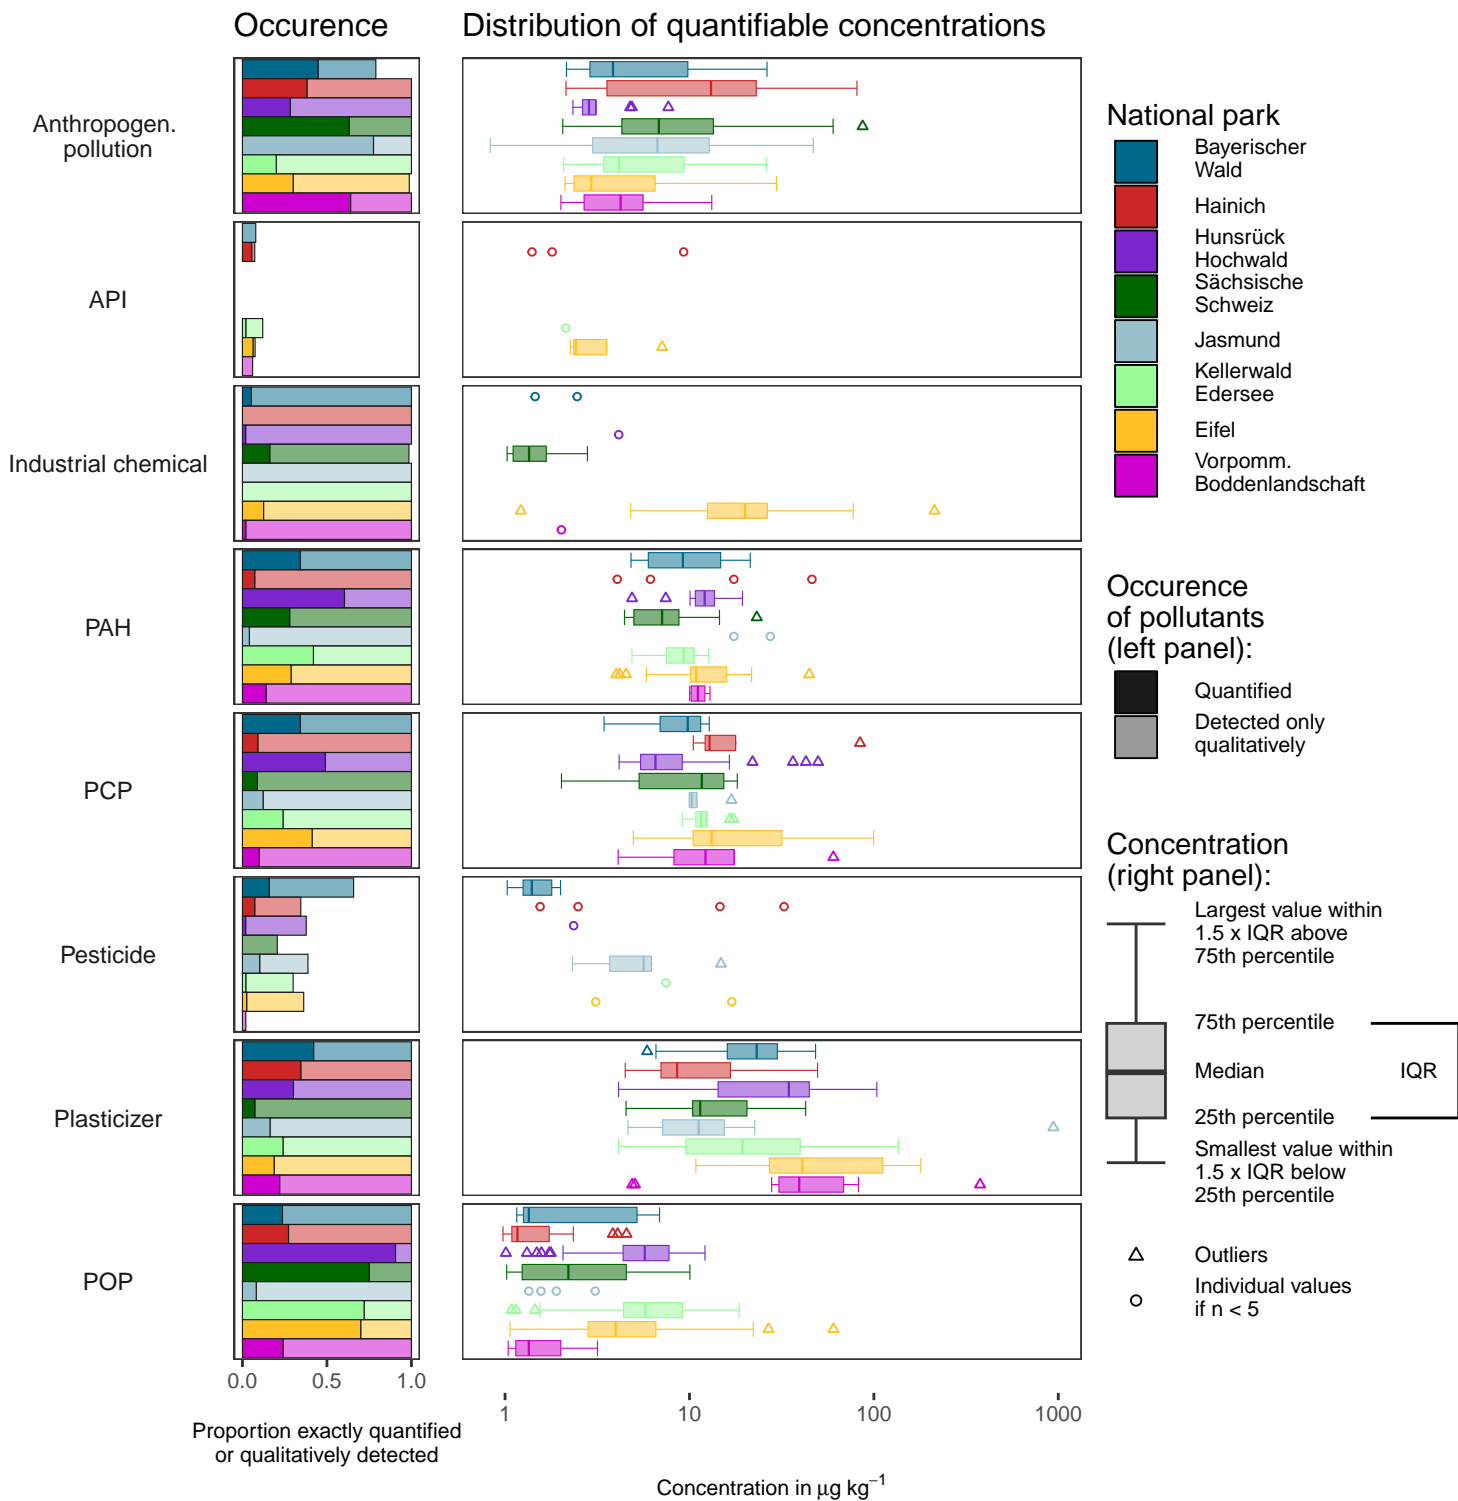 Occurence
Distribution of quantifiable concentrations
Anthropogen.
pollution
API
Industrial chemical
PAH
PCP
Pesticide
Plasticizer
POP
0.0
0.5
1.0
Proportion exactly quantified
or qualitatively detected
1
10
100
1000
Concentration in μg kg⁻¹
National park
Bayerischer
Wald
Hainich
Hunsrück
Hochwald
Sächsische
Schweiz
Jasmund
Kellerwald
Edersee
Eifel
Vorpomm.
Boddenlandschaft
Occurence
of pollutants
(left panel):
Quantified
Detected only
qualitatively
Concentration
(right panel):
Largest value within
1.5 x IQR above
75th percentile
75th percentile
Median
IQR
25th percentile
Smallest value within
1.5 x IQR below
25th percentile
Outliers
Individual values
if n < 5